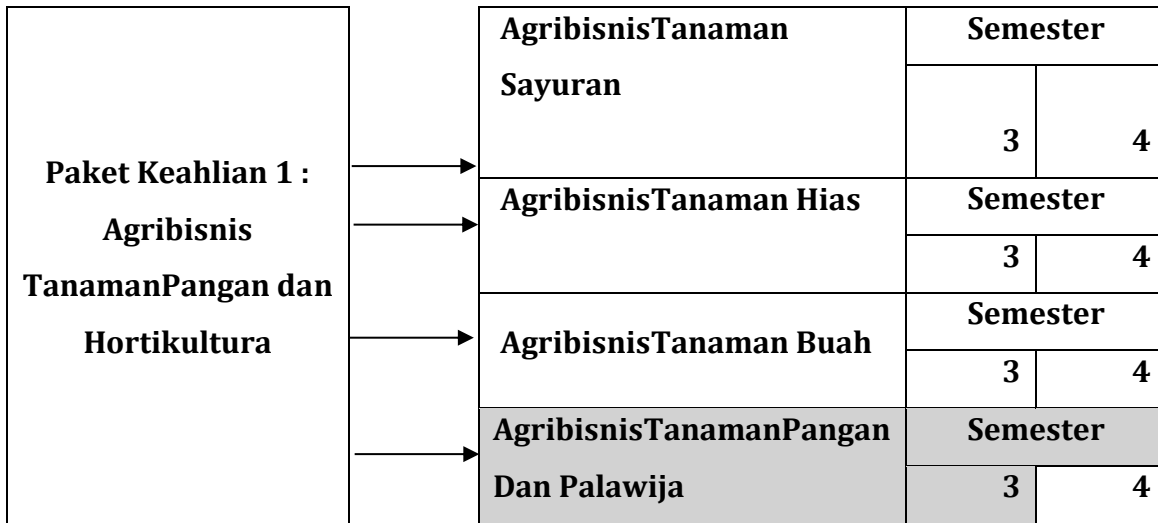 Paket Keahlian 1 :
Agribisnis
TanamanPangan dan
Hortikultura
AgribisnisTanaman
Sayuran
Semester
3 4
AgribisnisTanaman Hias
Semester
3 4
AgribisnisTanaman Buah
Semester
3 4
AgribisnisTanamanPangan
Dan Palawija
Semester
3 4